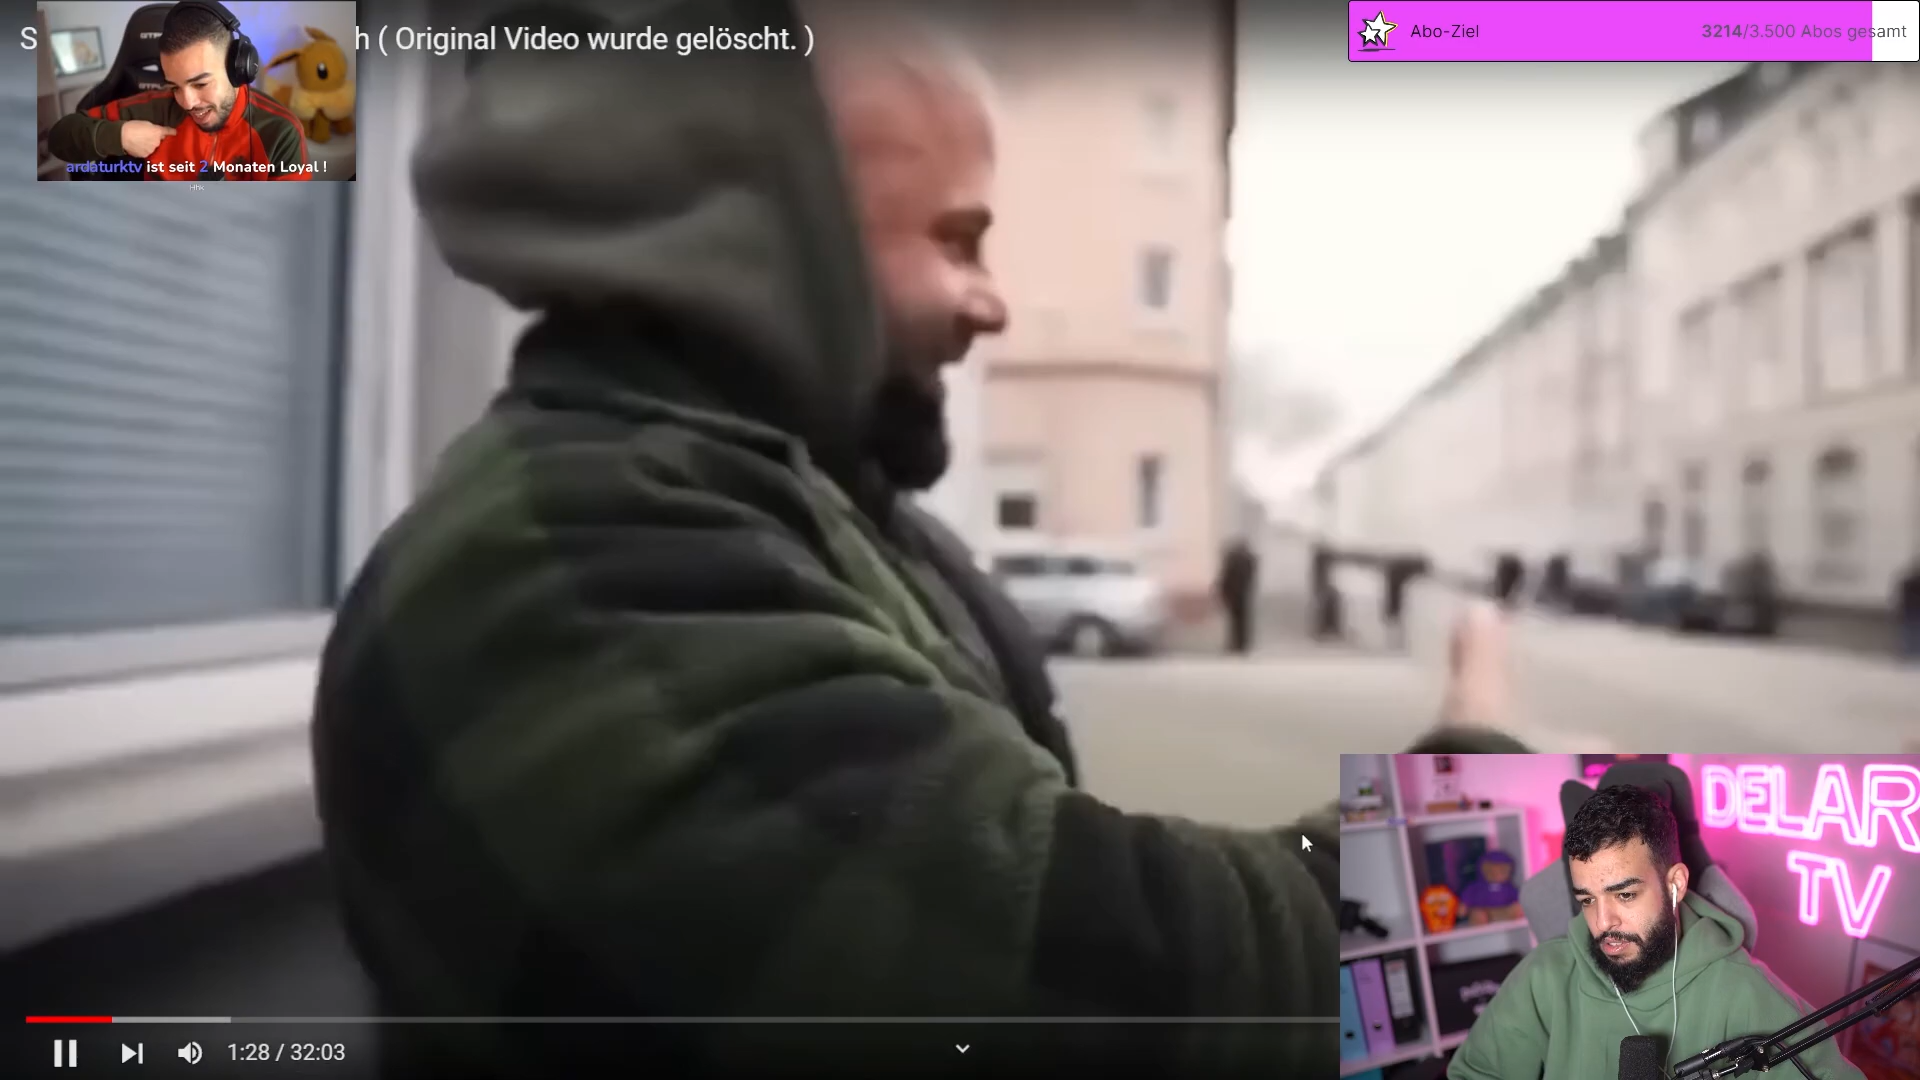 S
h ( Original Video wurde gelöscht. )
Abo-Ziel
3214/3.500 Abos gesamt
ardaturktv ist seit 2 Monaten Loyal !
Hhk
DELAR
TV
1:28 / 32:03